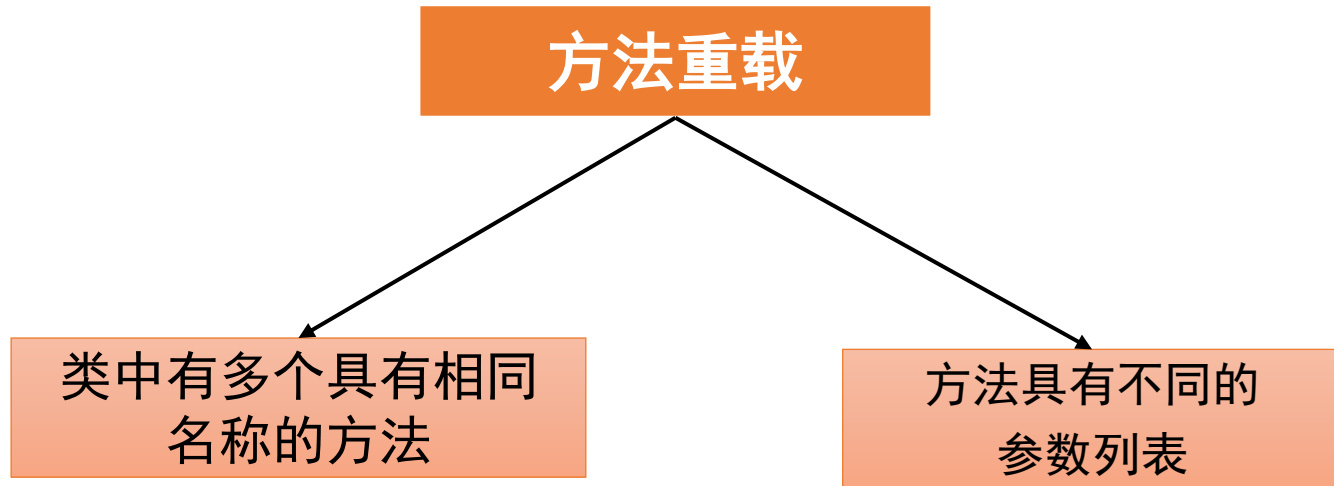 方法重载
类中有多个具有相同
名称的方法
方法具有不同的
参数列表